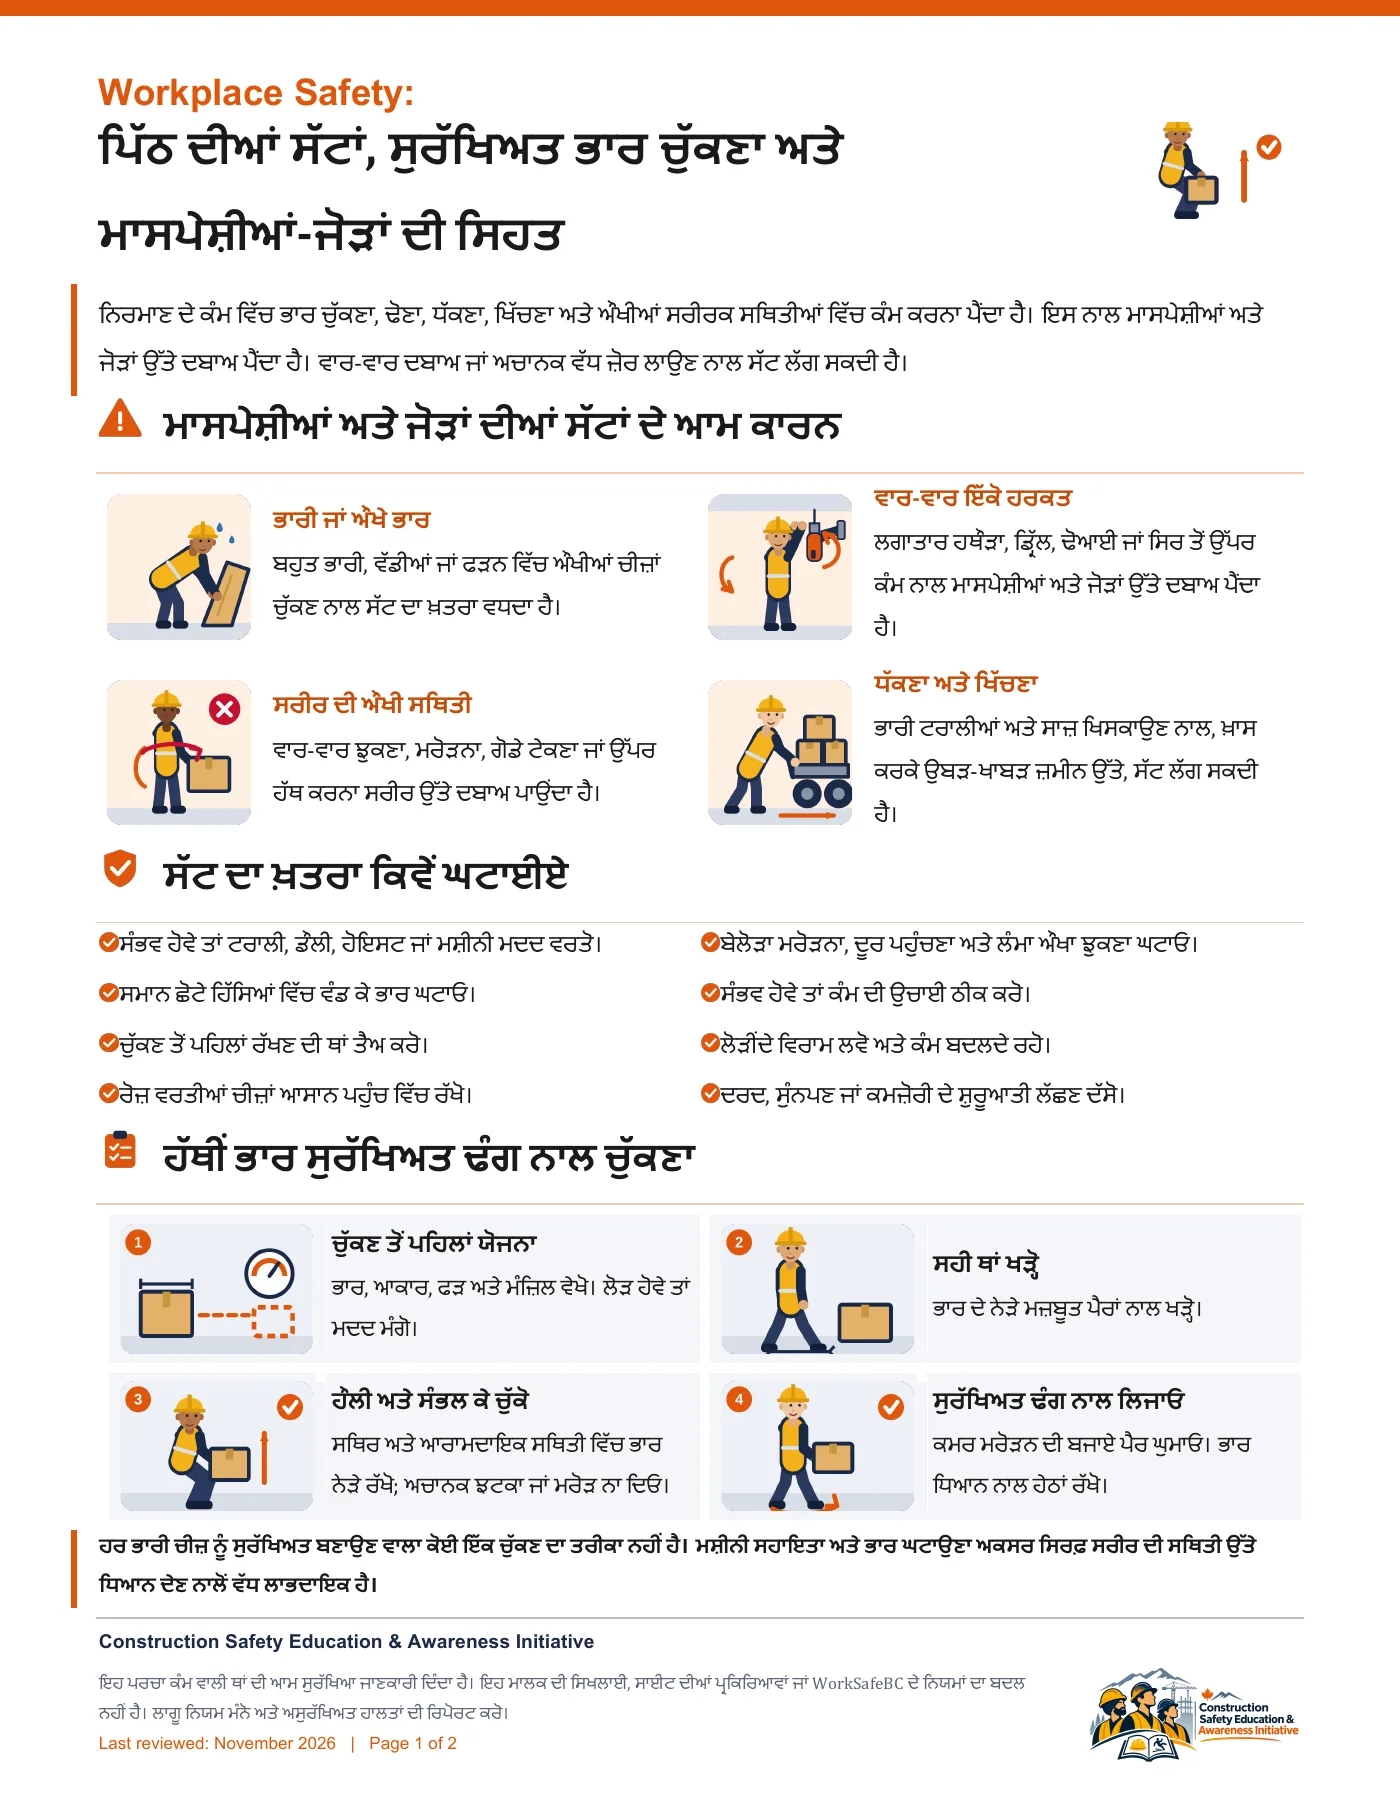 Workplace Safety:
ਪਿੱਠ ਦੀਆਂ ਸੱਟਾਂ, ਸੁਰੱਖਿਅਤ ਭਾਰ ਚੁੱਕਣਾ ਅਤੇ
ਮਾਸਪੇਸ਼ੀਆਂ-ਜੋੜਾਂ ਦੀ ਸਿਹਤ
ਨਿਰਮਾਣ ਦੇ ਕੰਮ ਵਿੱਚ ਭਾਰ ਚੁੱਕਣਾ, ਢੋਣਾ, ਧੱਕਣਾ, ਖਿੱਚਣਾ ਅਤੇ ਔਖੀਆਂ ਸਰੀਰਕ ਸਥਿਤੀਆਂ ਵਿੱਚ ਕੰਮ ਕਰਨਾ ਪੈਂਦਾ ਹੈ। ਇਸ ਨਾਲ ਮਾਸਪੇਸ਼ੀਆਂ ਅਤੇ
ਜੋੜਾਂ ਉੱਤੇ ਦਬਾਅ ਪੈਂਦਾ ਹੈ। ਵਾਰ-ਵਾਰ ਦਬਾਅ ਜਾਂ ਅਚਾਨਕ ਵੱਧ ਜ਼ੋਰ ਲਾਉਣ ਨਾਲ ਸੱਟ ਲੱਗ ਸਕਦੀ ਹੈ।
ਮਾਸਪੇਸ਼ੀਆਂ ਅਤੇ ਜੋੜਾਂ ਦੀਆਂ ਸੱਟਾਂ ਦੇ ਆਮ ਕਾਰਨ
ਭਾਰੀ ਜਾਂ ਔਖੇ ਭਾਰ
ਬਹੁਤ ਭਾਰੀ, ਵੱਡੀਆਂ ਜਾਂ ਫੜਨ ਵਿੱਚ ਔਖੀਆਂ ਚੀਜ਼ਾਂ
ਚੁੱਕਣ ਨਾਲ ਸੱਟ ਦਾ ਖ਼ਤਰਾ ਵਧਦਾ ਹੈ।
ਵਾਰ-ਵਾਰ ਇੱਕੋ ਹਰਕਤ
ਲਗਾਤਾਰ ਹਥੌੜਾ, ਡ੍ਰਿੱਲ, ਢੋਆਈ ਜਾਂ ਸਿਰ ਤੋਂ ਉੱਪਰ
ਕੰਮ ਨਾਲ ਮਾਸਪੇਸ਼ੀਆਂ ਅਤੇ ਜੋੜਾਂ ਉੱਤੇ ਦਬਾਅ ਪੈਂਦਾ
ਹੈ।
ਸਰੀਰ ਦੀ ਔਖੀ ਸਥਿਤੀ
ਵਾਰ-ਵਾਰ ਝੁਕਣਾ, ਮਰੋੜਨਾ, ਗੋਡੇ ਟੇਕਣਾ ਜਾਂ ਉੱਪਰ
ਹੱਥ ਕਰਨਾ ਸਰੀਰ ਉੱਤੇ ਦਬਾਅ ਪਾਉਂਦਾ ਹੈ।
ਧੱਕਣਾ ਅਤੇ ਖਿੱਚਣਾ
ਭਾਰੀ ਟਰਾਲੀਆਂ ਅਤੇ ਸਾਜ਼ ਖਿਸਕਾਉਣ ਨਾਲ, ਖ਼ਾਸ
ਕਰਕੇ ਉਬੜ-ਖਾਬੜ ਜ਼ਮੀਨ ਉੱਤੇ, ਸੱਟ ਲੱਗ ਸਕਦੀ
ਹੈ।
ਸੱਟ ਦਾ ਖ਼ਤਰਾ ਕਿਵੇਂ ਘਟਾਈਏ
ਸੰਭਵ ਹੋਵੇ ਤਾਂ ਟਰਾਲੀ, ਡੌਲੀ, ਹੋਇਸਟ ਜਾਂ ਮਸ਼ੀਨੀ ਮਦਦ ਵਰਤੋ।
ਸਮਾਨ ਛੋਟੇ ਹਿੱਸਿਆਂ ਵਿੱਚ ਵੰਡ ਕੇ ਭਾਰ ਘਟਾਓ।
ਚੁੱਕਣ ਤੋਂ ਪਹਿਲਾਂ ਰੱਖਣ ਦੀ ਥਾਂ ਤੈਅ ਕਰੋ।
ਰੋਜ਼ ਵਰਤੀਆਂ ਚੀਜ਼ਾਂ ਆਸਾਨ ਪਹੁੰਚ ਵਿੱਚ ਰੱਖੋ।
ਬੇਲੋੜਾ ਮਰੋੜਨਾ, ਦੂਰ ਪਹੁੰਚਣਾ ਅਤੇ ਲੰਮਾ ਔਖਾ ਝੁਕਣਾ ਘਟਾਓ।
ਸੰਭਵ ਹੋਵੇ ਤਾਂ ਕੰਮ ਦੀ ਉਚਾਈ ਠੀਕ ਕਰੋ।
ਲੋੜੀਂਦੇ ਵਿਰਾਮ ਲਵੋ ਅਤੇ ਕੰਮ ਬਦਲਦੇ ਰਹੋ।
ਦਰਦ, ਸੁੰਨਪਣ ਜਾਂ ਕਮਜ਼ੋਰੀ ਦੇ ਸ਼ੁਰੂਆਤੀ ਲੱਛਣ ਦੱਸੋ।
ਹੱਥੀਂ ਭਾਰ ਸੁਰੱਖਿਅਤ ਢੰਗ ਨਾਲ ਚੁੱਕਣਾ
1
ਚੁੱਕਣ ਤੋਂ ਪਹਿਲਾਂ ਯੋਜਨਾ
ਭਾਰ, ਆਕਾਰ, ਫੜ ਅਤੇ ਮੰਜ਼ਿਲ ਵੇਖੋ। ਲੋੜ ਹੋਵੇ ਤਾਂ
ਮਦਦ ਮੰਗੋ।
2
ਸਹੀ ਥਾਂ ਖੜ੍ਹੋ
ਭਾਰ ਦੇ ਨੇੜੇ ਮਜ਼ਬੂਤ ਪੈਰਾਂ ਨਾਲ ਖੜ੍ਹੋ।
3
ਹੌਲੀ ਅਤੇ ਸੰਭਲ ਕੇ ਚੁੱਕੋ
ਸਥਿਰ ਅਤੇ ਆਰਾਮਦਾਇਕ ਸਥਿਤੀ ਵਿੱਚ ਭਾਰ
ਨੇੜੇ ਰੱਖੋ; ਅਚਾਨਕ ਝਟਕਾ ਜਾਂ ਮਰੋੜ ਨਾ ਦਿਓ।
4
ਸੁਰੱਖਿਅਤ ਢੰਗ ਨਾਲ ਲਿਜਾਓ
ਕਮਰ ਮਰੋੜਨ ਦੀ ਬਜਾਏ ਪੈਰ ਘੁਮਾਓ। ਭਾਰ
ਧਿਆਨ ਨਾਲ ਹੇਠਾਂ ਰੱਖੋ।
ਹਰ ਭਾਰੀ ਚੀਜ਼ ਨੂੰ ਸੁਰੱਖਿਅਤ ਬਣਾਉਣ ਵਾਲਾ ਕੋਈ ਇੱਕ ਚੁੱਕਣ ਦਾ ਤਰੀਕਾ ਨਹੀਂ ਹੈ। ਮਸ਼ੀਨੀ ਸਹਾਇਤਾ ਅਤੇ ਭਾਰ ਘਟਾਉਣਾ ਅਕਸਰ ਸਿਰਫ਼ ਸਰੀਰ ਦੀ ਸਥਿਤੀ ਉੱਤੇ
ਧਿਆਨ ਦੇਣ ਨਾਲੋਂ ਵੱਧ ਲਾਭਦਾਇਕ ਹੈ।
Construction Safety Education & Awareness Initiative
ਇਹ ਪਰਚਾ ਕੰਮ ਵਾਲੀ ਥਾਂ ਦੀ ਆਮ ਸੁਰੱਖਿਆ ਜਾਣਕਾਰੀ ਦਿੰਦਾ ਹੈ। ਇਹ ਮਾਲਕ ਦੀ ਸਿਖਲਾਈ, ਸਾਈਟ ਦੀਆਂ ਪ੍ਰਕਿਰਿਆਵਾਂ ਜਾਂ WorkSafeBC ਦੇ ਨਿਯਮਾਂ ਦਾ ਬਦਲ
ਨਹੀਂ ਹੈ। ਲਾਗੂ ਨਿਯਮ ਮੰਨੋ ਅਤੇ ਅਸੁਰੱਖਿਅਤ ਹਾਲਤਾਂ ਦੀ ਰਿਪੋਰਟ ਕਰੋ।
Last reviewed: November 2026 | Page 1 of 2
Construction
Safety Education &
Awareness Initiative